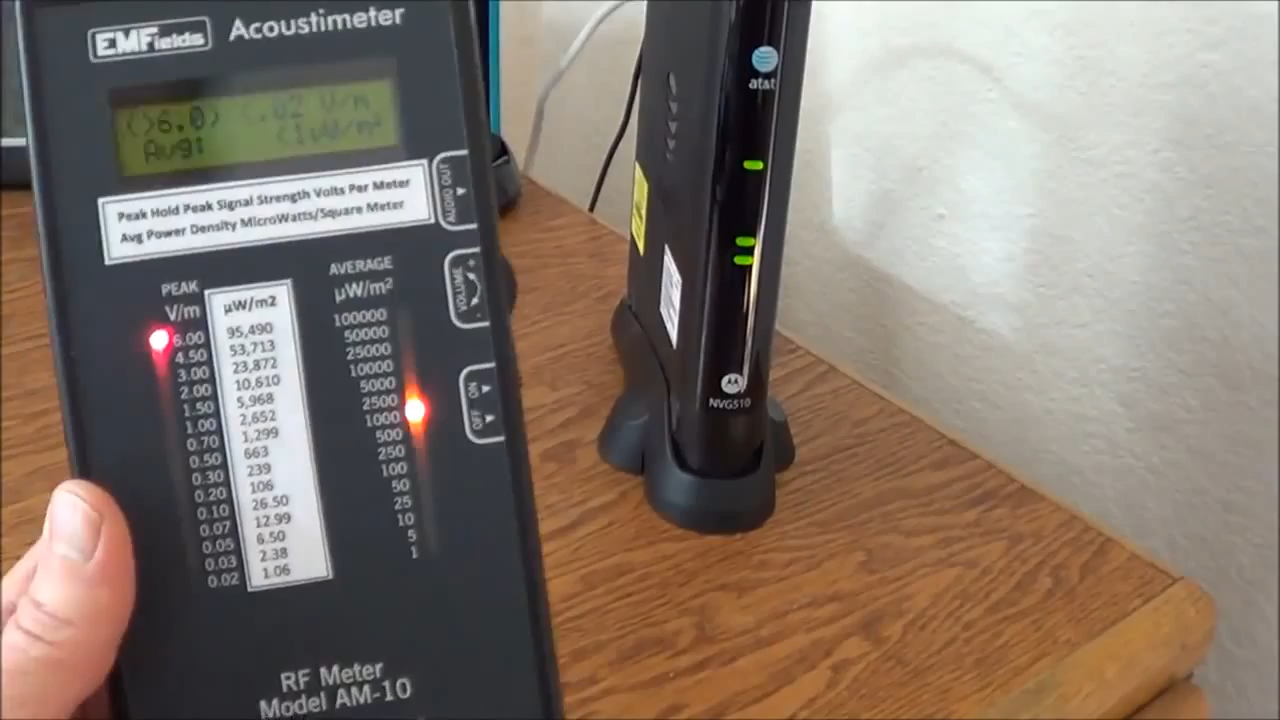 EMFields Acoustimeter
(>6.0) <.02 V/m
Avg: <1uW/m²
Peak Hold Peak Signal Strength Volts Per Meter
Avg Power Density MicroWatts/Square Meter
AUDIO OUT
VOLUME + -
OFF ON
PEAK
V/m
6.00
4.50
3.00
2.00
1.50
1.00
0.70
0.50
0.30
0.20
0.10
0.07
0.05
0.03
0.02
µW/m2
95,490
53,713
23,872
10,610
5,968
2,652
1,299
663
239
106
26.50
12.99
6.50
2.38
1.06
AVERAGE
µW/m²
100000
50000
25000
10000
5000
2500
1000
500
250
100
50
25
10
5
1
RF Meter
Model AM-10
at&t
NVG510